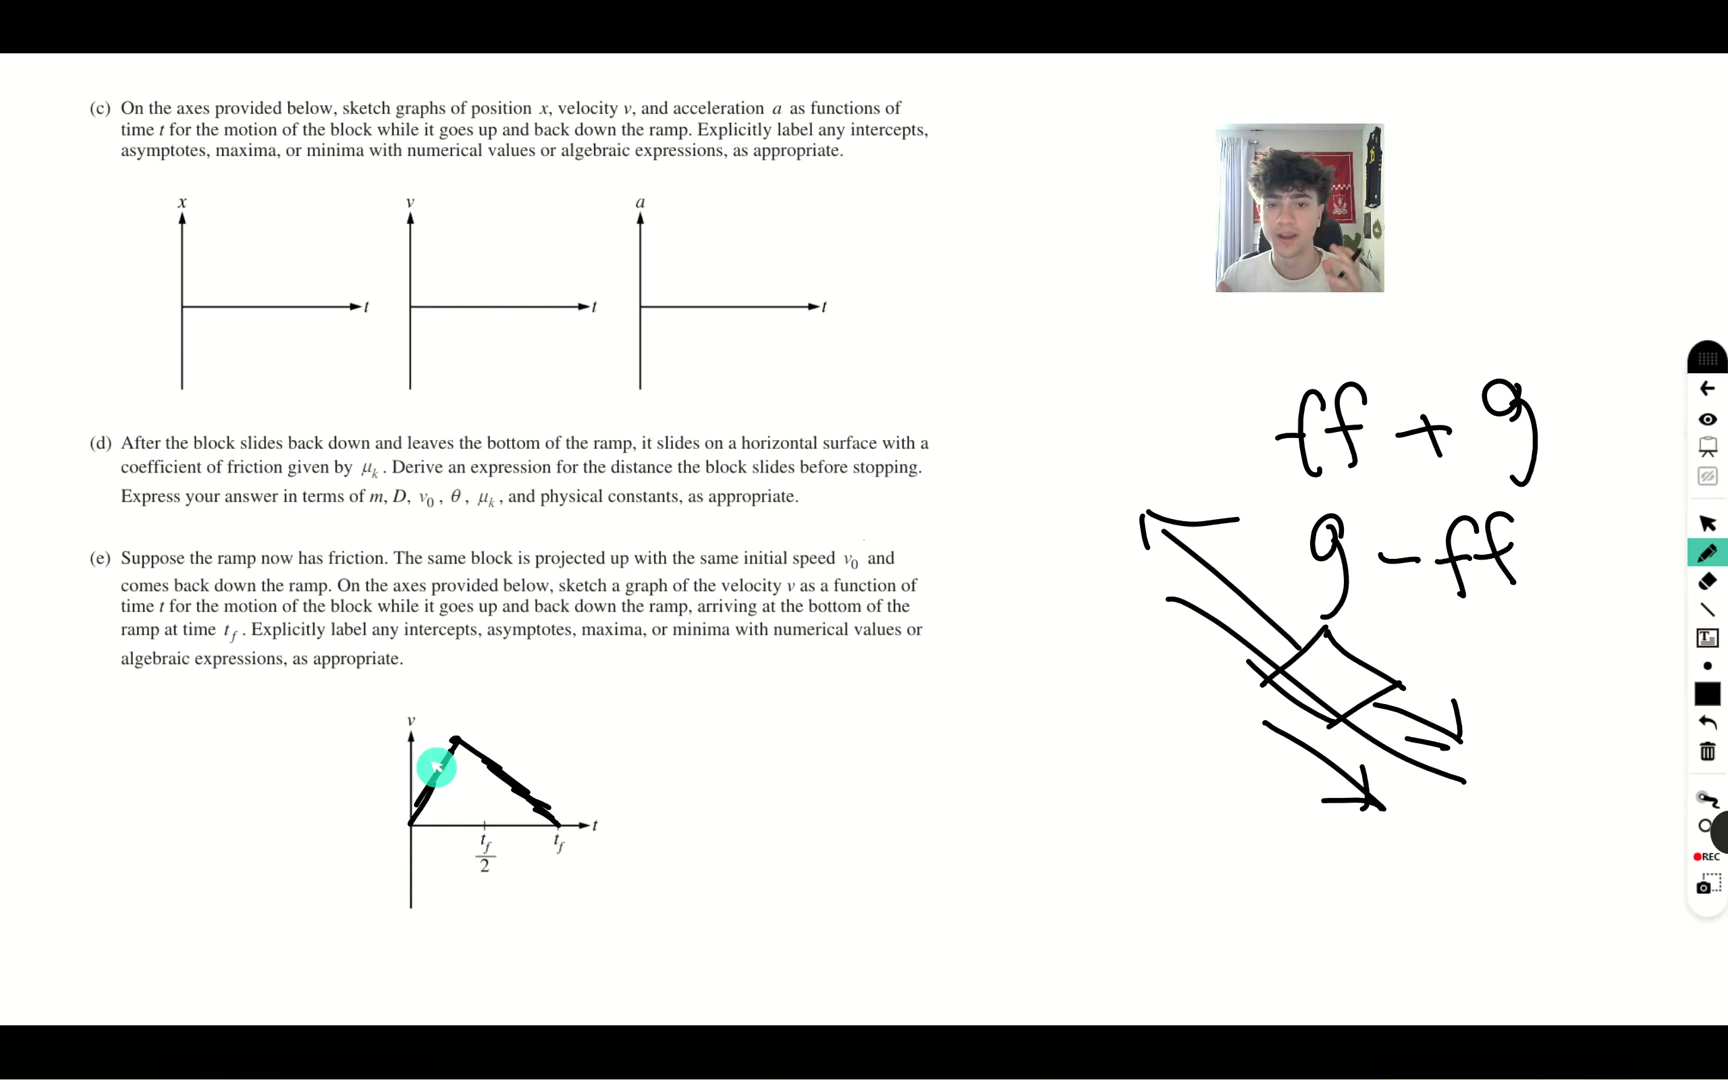 (c) On the axes provided below, sketch graphs of position x, velocity v, and acceleration a as functions of
time t for the motion of the block while it goes up and back down the ramp. Explicitly label any intercepts,
asymptotes, maxima, or minima with numerical values or algebraic expressions, as appropriate.
x
v
a
t
t
t
(d) After the block slides back down and leaves the bottom of the ramp, it slides on a horizontal surface with a
coefficient of friction given by μₖ. Derive an expression for the distance the block slides before stopping.
Express your answer in terms of m, D, v₀, θ, μₖ, and physical constants, as appropriate.
(e) Suppose the ramp now has friction. The same block is projected up with the same initial speed v₀ and
comes back down the ramp. On the axes provided below, sketch a graph of the velocity v as a function of
time t for the motion of the block while it goes up and back down the ramp, arriving at the bottom of the
ramp at time t_f. Explicitly label any intercepts, asymptotes, maxima, or minima with numerical values or
algebraic expressions, as appropriate.
v
t
t_f/2
t_f
ff + g
g - ff
REC